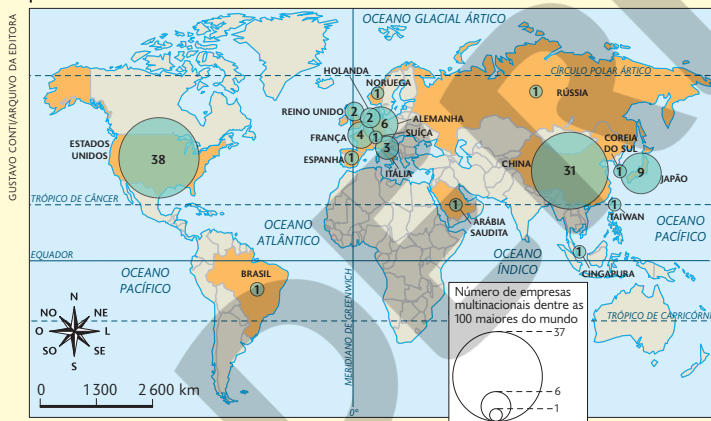 GUSTAVO CONTI/ARQUIVO DA EDITORA
OCEANO GLACIAL ÁRTICO
CÍRCULO POLAR ÁRTICO
HOLANDA
NORUEGA
1
1
RÚSSIA
REINO UNIDO
2
2
6
ALEMANHA
SUÍÇA
FRANÇA
4
1
3
ITÁLIA
ESPANHA
1
ESTADOS
UNIDOS
38
CHINA
31
COREIA
DO SUL
1
9
JAPÃO
TRÓPICO DE CÂNCER
1
TAIWAN
1
ARÁBIA
SAUDITA
OCEANO
ATLÂNTICO
OCEANO
PACÍFICO
EQUADOR
OCEANO
ÍNDICO
1
CINGAPURA
OCEANO
PACÍFICO
BRASIL
1
MERIDIANO DE GREENWICH
0°
TRÓPICO DE CAPRICÓRNI
N
NO
NE
O
L
SO
SE
S
0
1 300
2 600 km
Número de empresas
multinacionais dentre as
100 maiores do mundo
37
6
1